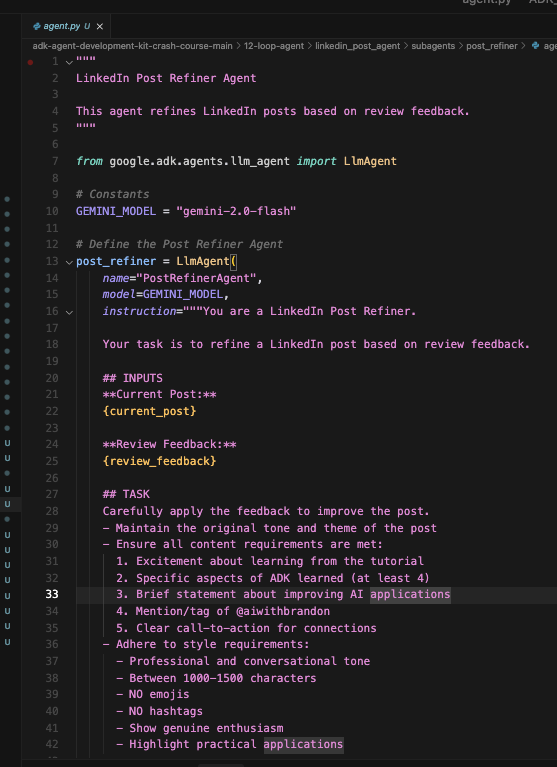 agent.py ADK_
agent.py U ×
adk-agent-development-kit-crash-course-main > 12-loop-agent > linkedin_post_agent > subagents > post_refiner > age
1 """
2 LinkedIn Post Refiner Agent
3
4 This agent refines LinkedIn posts based on review feedback.
5 """
6
7 from google.adk.agents.llm_agent import LlmAgent
8
9 # Constants
10 GEMINI_MODEL = "gemini-2.0-flash"
11
12 # Define the Post Refiner Agent
13 post_refiner = LlmAgent(
14 name="PostRefinerAgent",
15 model=GEMINI_MODEL,
16 instruction="""You are a LinkedIn Post Refiner.
17
18 Your task is to refine a LinkedIn post based on review feedback.
19
20 ## INPUTS
21 **Current Post:**
22 {current_post}
23
24 **Review Feedback:**
U
25 {review_feedback}
U
26
27 ## TASK
U
28 Carefully apply the feedback to improve the post.
U
29 - Maintain the original tone and theme of the post
30 - Ensure all content requirements are met:
U
31 1. Excitement about learning from the tutorial
U
32 2. Specific aspects of ADK learned (at least 4)
U
33 3. Brief statement about improving AI applications
U
34 4. Mention/tag of @aiwithbrandon
U
35 5. Clear call-to-action for connections
U
36 - Adhere to style requirements:
U
37 - Professional and conversational tone
38 - Between 1000-1500 characters
39 - NO emojis
40 - NO hashtags
41 - Show genuine enthusiasm
42 - Highlight practical applications